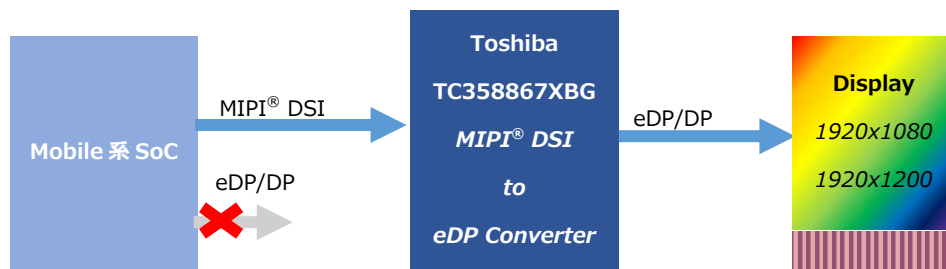 Mobile 系 SoC
MIPI® DSI
eDP/DP
Toshiba
TC358867XBG
MIPI® DSI
to
eDP Converter
eDP/DP
Display
1920x1080
1920x1200